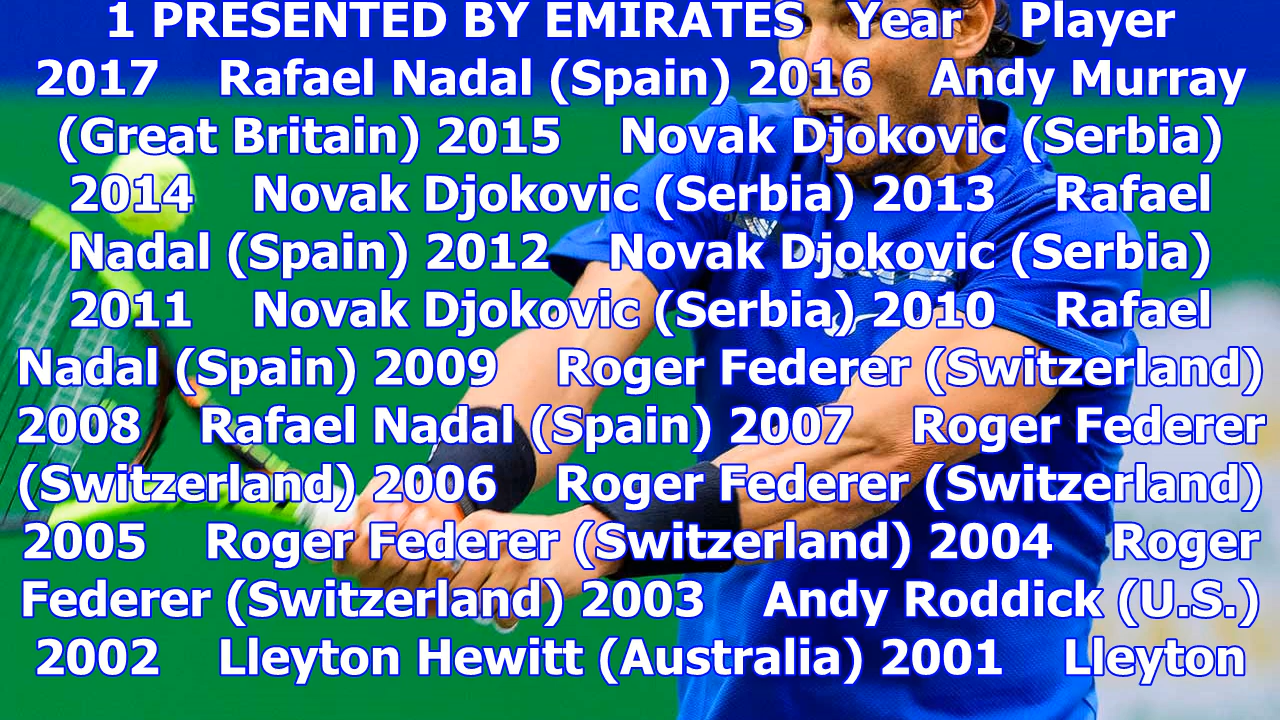 1 PRESENTED BY EMIRATES Year Player
2017 Rafael Nadal (Spain) 2016 Andy Murray
(Great Britain) 2015 Novak Djokovic (Serbia)
2014 Novak Djokovic (Serbia) 2013 Rafael
Nadal (Spain) 2012 Novak Djokovic (Serbia)
2011 Novak Djokovic (Serbia) 2010 Rafael
Nadal (Spain) 2009 Roger Federer (Switzerland)
2008 Rafael Nadal (Spain) 2007 Roger Federer
(Switzerland) 2006 Roger Federer (Switzerland)
2005 Roger Federer (Switzerland) 2004 Roger
Federer (Switzerland) 2003 Andy Roddick (U.S.)
2002 Lleyton Hewitt (Australia) 2001 Lleyton